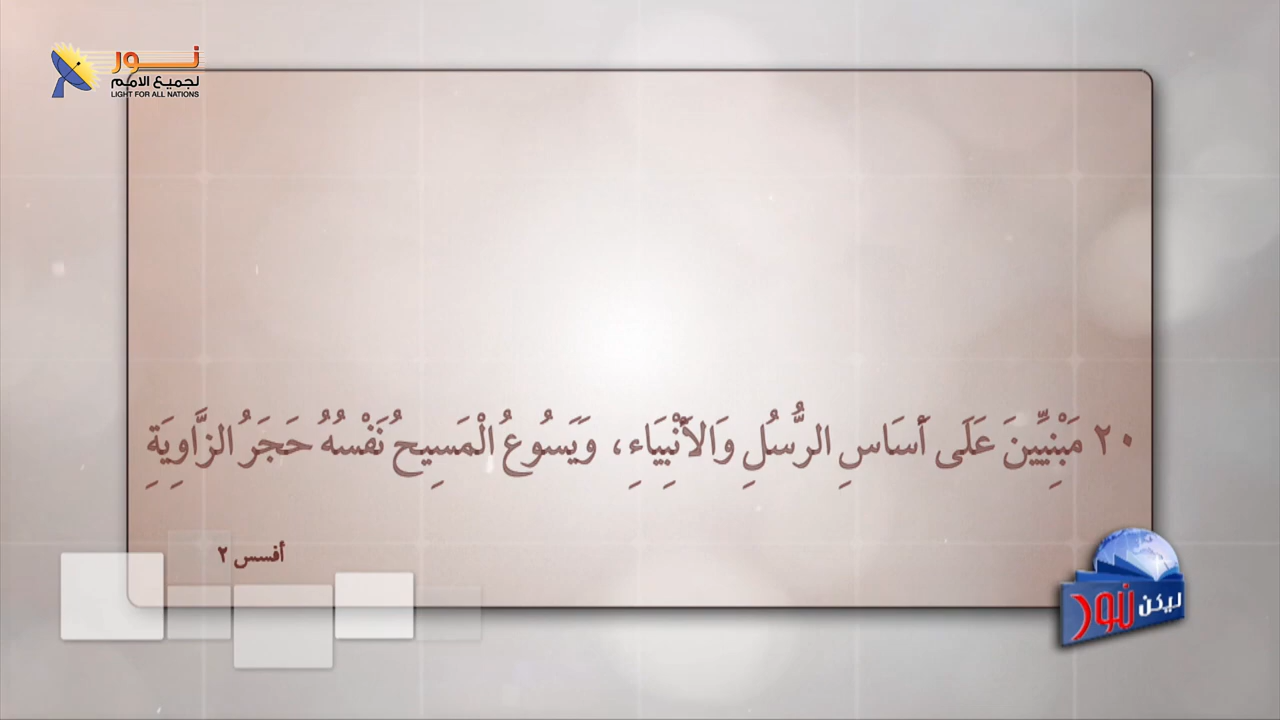 نور
لجميع الامم
LIGHT FOR ALL NATIONS
٢٠ مَبْنِيِّينَ عَلَى أَسَاسِ الرُّسُلِ وَالأَنْبِيَاءِ، وَيَسُوعُ الْمَسِيحُ نَفْسُهُ حَجَرُ الزَّاوِيَةِ
أفسس ٢
ليكن نور